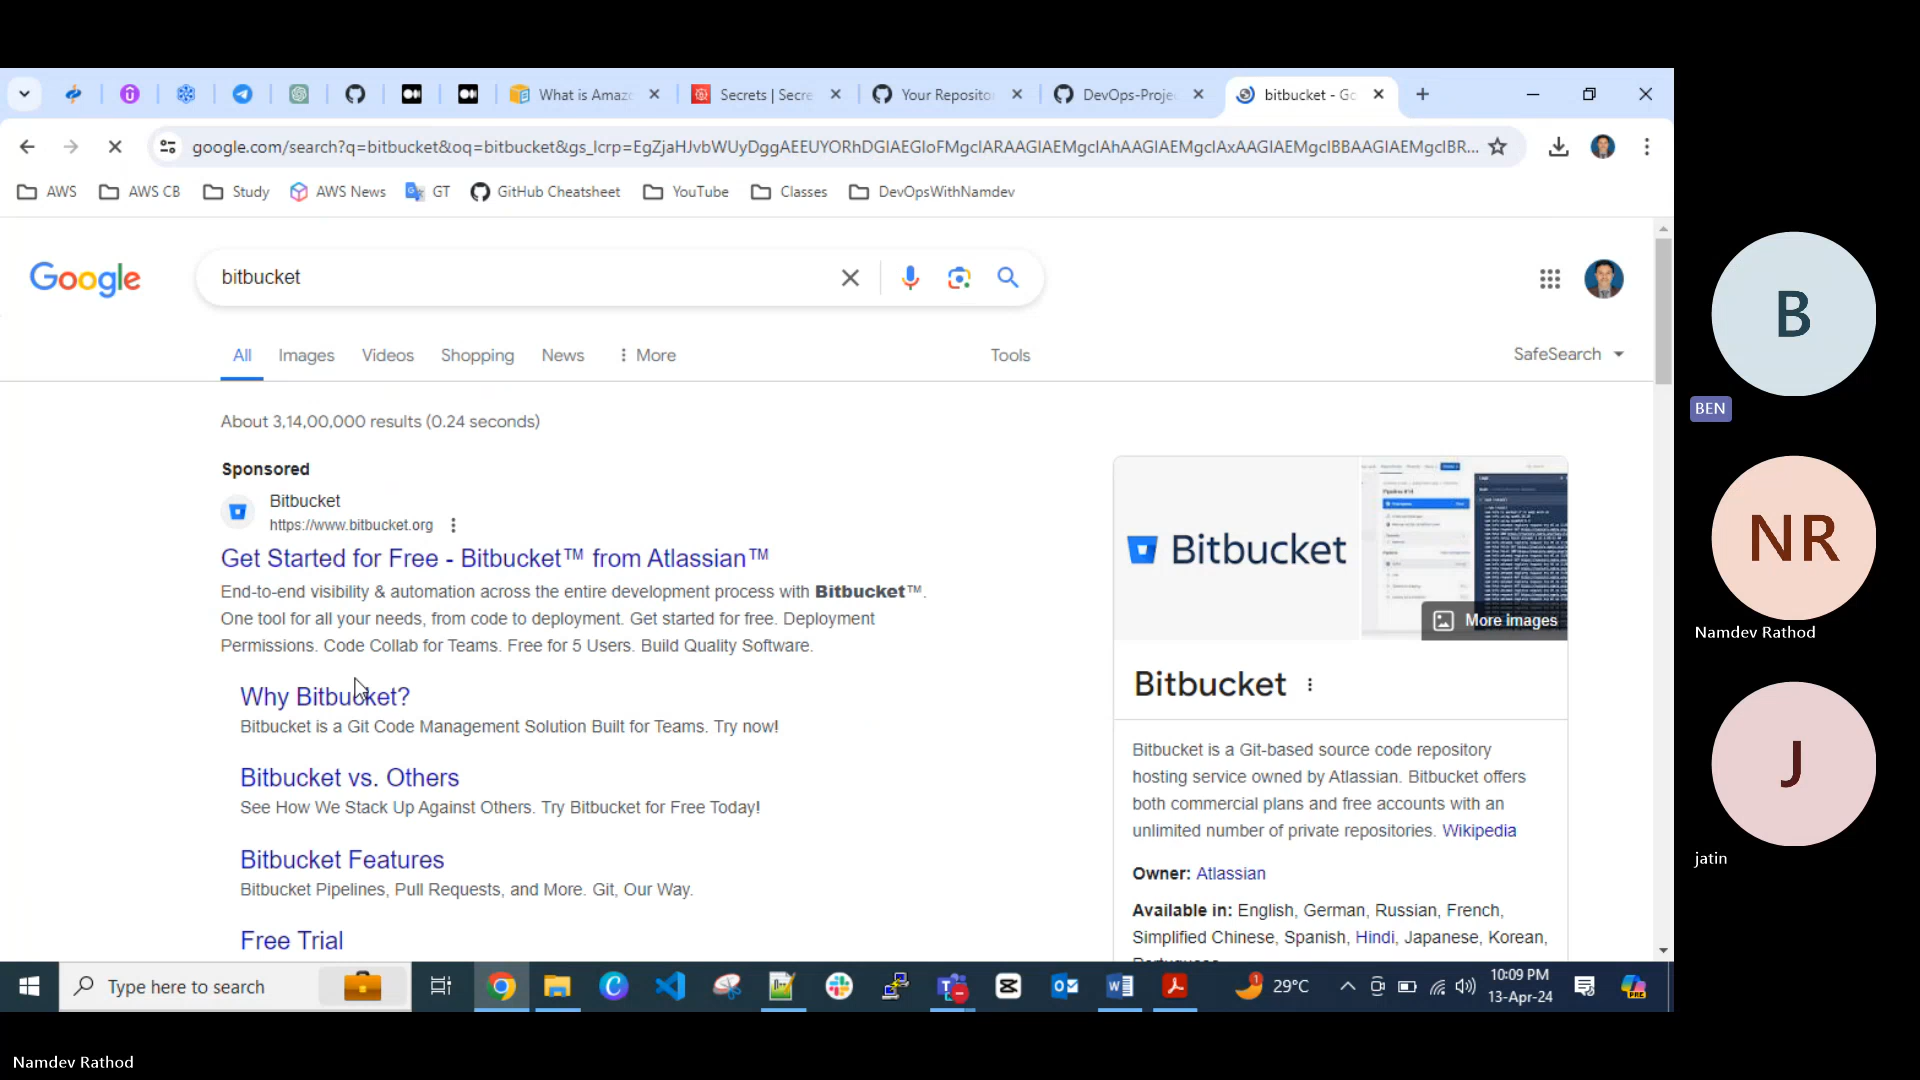 What is Amaz
Secrets | Secre
Your Reposito
DevOps-Proje
bitbucket - Go
google.com/search?q=bitbucket&oq=bitbucket&gs_lcrp=EgZjaHJvbWUyDggAEEUYORhDGIAEGIoFMgcIARAAGIAEMgcIAhAAGIAEMgcIAxAAGIAEMgcIBBAAGIAEMgcIBR...
AWS
AWS CB
Study
AWS News
GT
GitHub Cheatsheet
YouTube
Classes
DevOpsWithNamdev
Google
bitbucket
All
Images
Videos
Shopping
News
More
Tools
SafeSearch
About 3,14,00,000 results (0.24 seconds)
Sponsored
Bitbucket
https://www.bitbucket.org
Get Started for Free - Bitbucket™ from Atlassian™
End-to-end visibility & automation across the entire development process with Bitbucket™.
One tool for all your needs, from code to deployment. Get started for free. Deployment
Permissions. Code Collab for Teams. Free for 5 Users. Build Quality Software.
Why Bitbucket?
Bitbucket is a Git Code Management Solution Built for Teams. Try now!
Bitbucket vs. Others
See How We Stack Up Against Others. Try Bitbucket for Free Today!
Bitbucket Features
Bitbucket Pipelines, Pull Requests, and More. Git, Our Way.
Free Trial
Bitbucket
More images
Bitbucket
Bitbucket is a Git-based source code repository
hosting service owned by Atlassian. Bitbucket offers
both commercial plans and free accounts with an
unlimited number of private repositories. Wikipedia
Owner: Atlassian
Available in: English, German, Russian, French,
Simplified Chinese, Spanish, Hindi, Japanese, Korean,
B
BEN
NR
Namdev Rathod
J
jatin
Type here to search
29°C
10:09 PM
13-Apr-24
Namdev Rathod